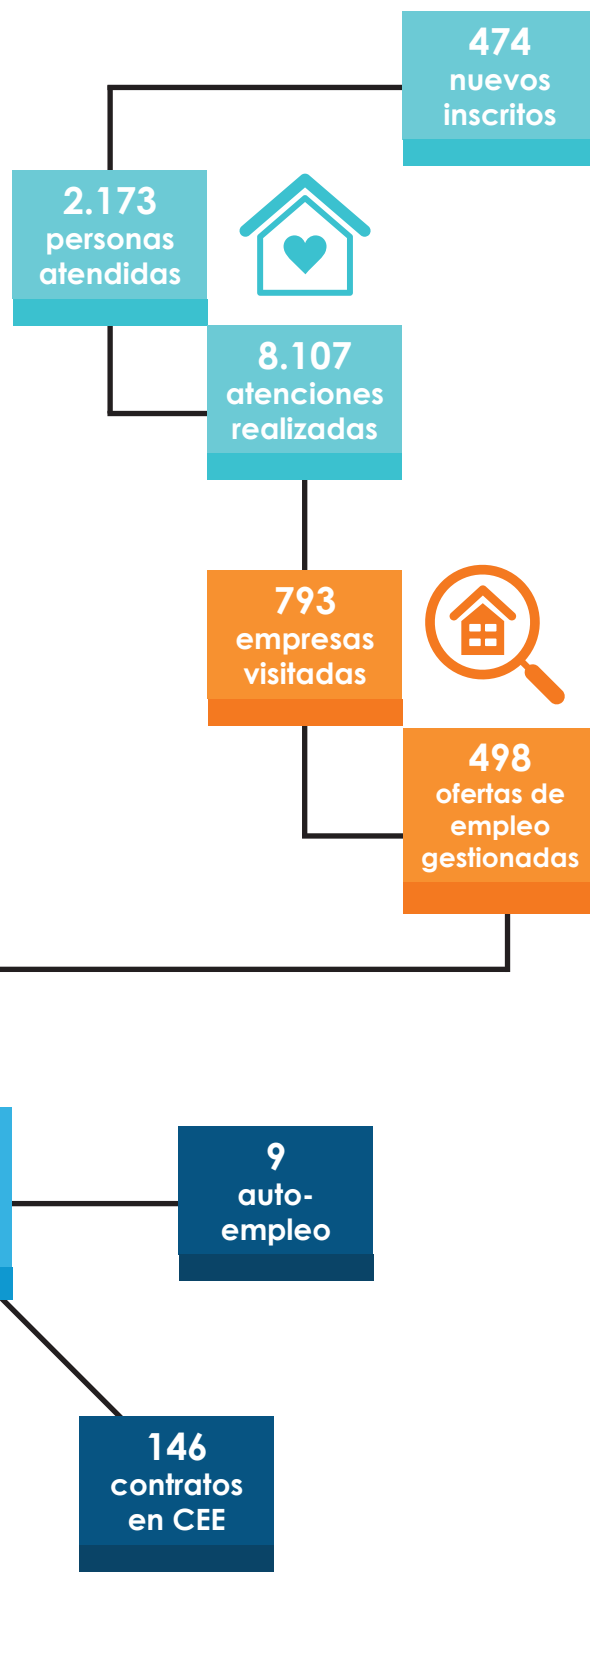 474
nuevos
inscritos
2.173
personas
atendidas
8.107
atenciones
realizadas
793
empresas
visitadas
498
ofertas de
empleo
gestionadas
9
auto-
empleo
146
contratos
en CEE